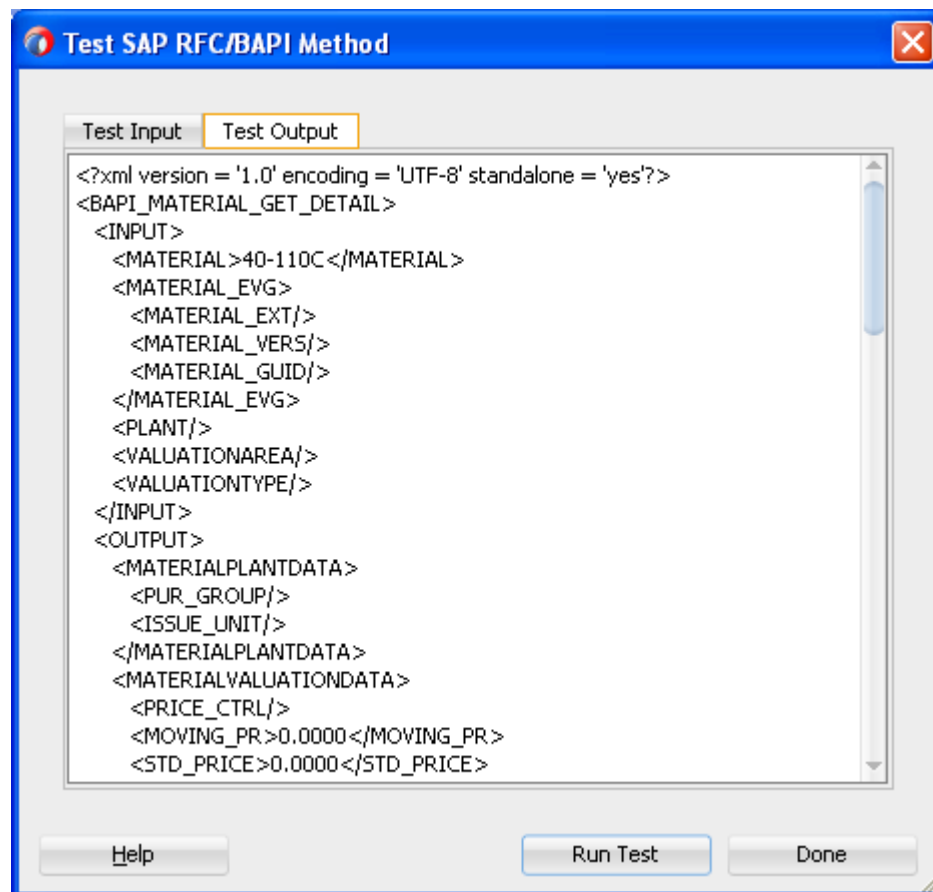 Test SAP RFC/BAPI Method
Test Input Test Output
<?xml version = '1.0' encoding = 'UTF-8' standalone = 'yes'?>
<BAPI_MATERIAL_GET_DETAIL>
<INPUT>
<MATERIAL>40-110C</MATERIAL>
<MATERIAL_EVG>
<MATERIAL_EXT/>
<MATERIAL_VERS/>
<MATERIAL_GUID/>
</MATERIAL_EVG>
<PLANT/>
<VALUATIONAREA/>
<VALUATIONTYPE/>
</INPUT>
<OUTPUT>
<MATERIALPLANTDATA>
<PUR_GROUP/>
<ISSUE_UNIT/>
</MATERIALPLANTDATA>
<MATERIALVALUATIONDATA>
<PRICE_CTRL/>
<MOVING_PR>0.0000</MOVING_PR>
<STD_PRICE>0.0000</STD_PRICE>
Help Run Test Done